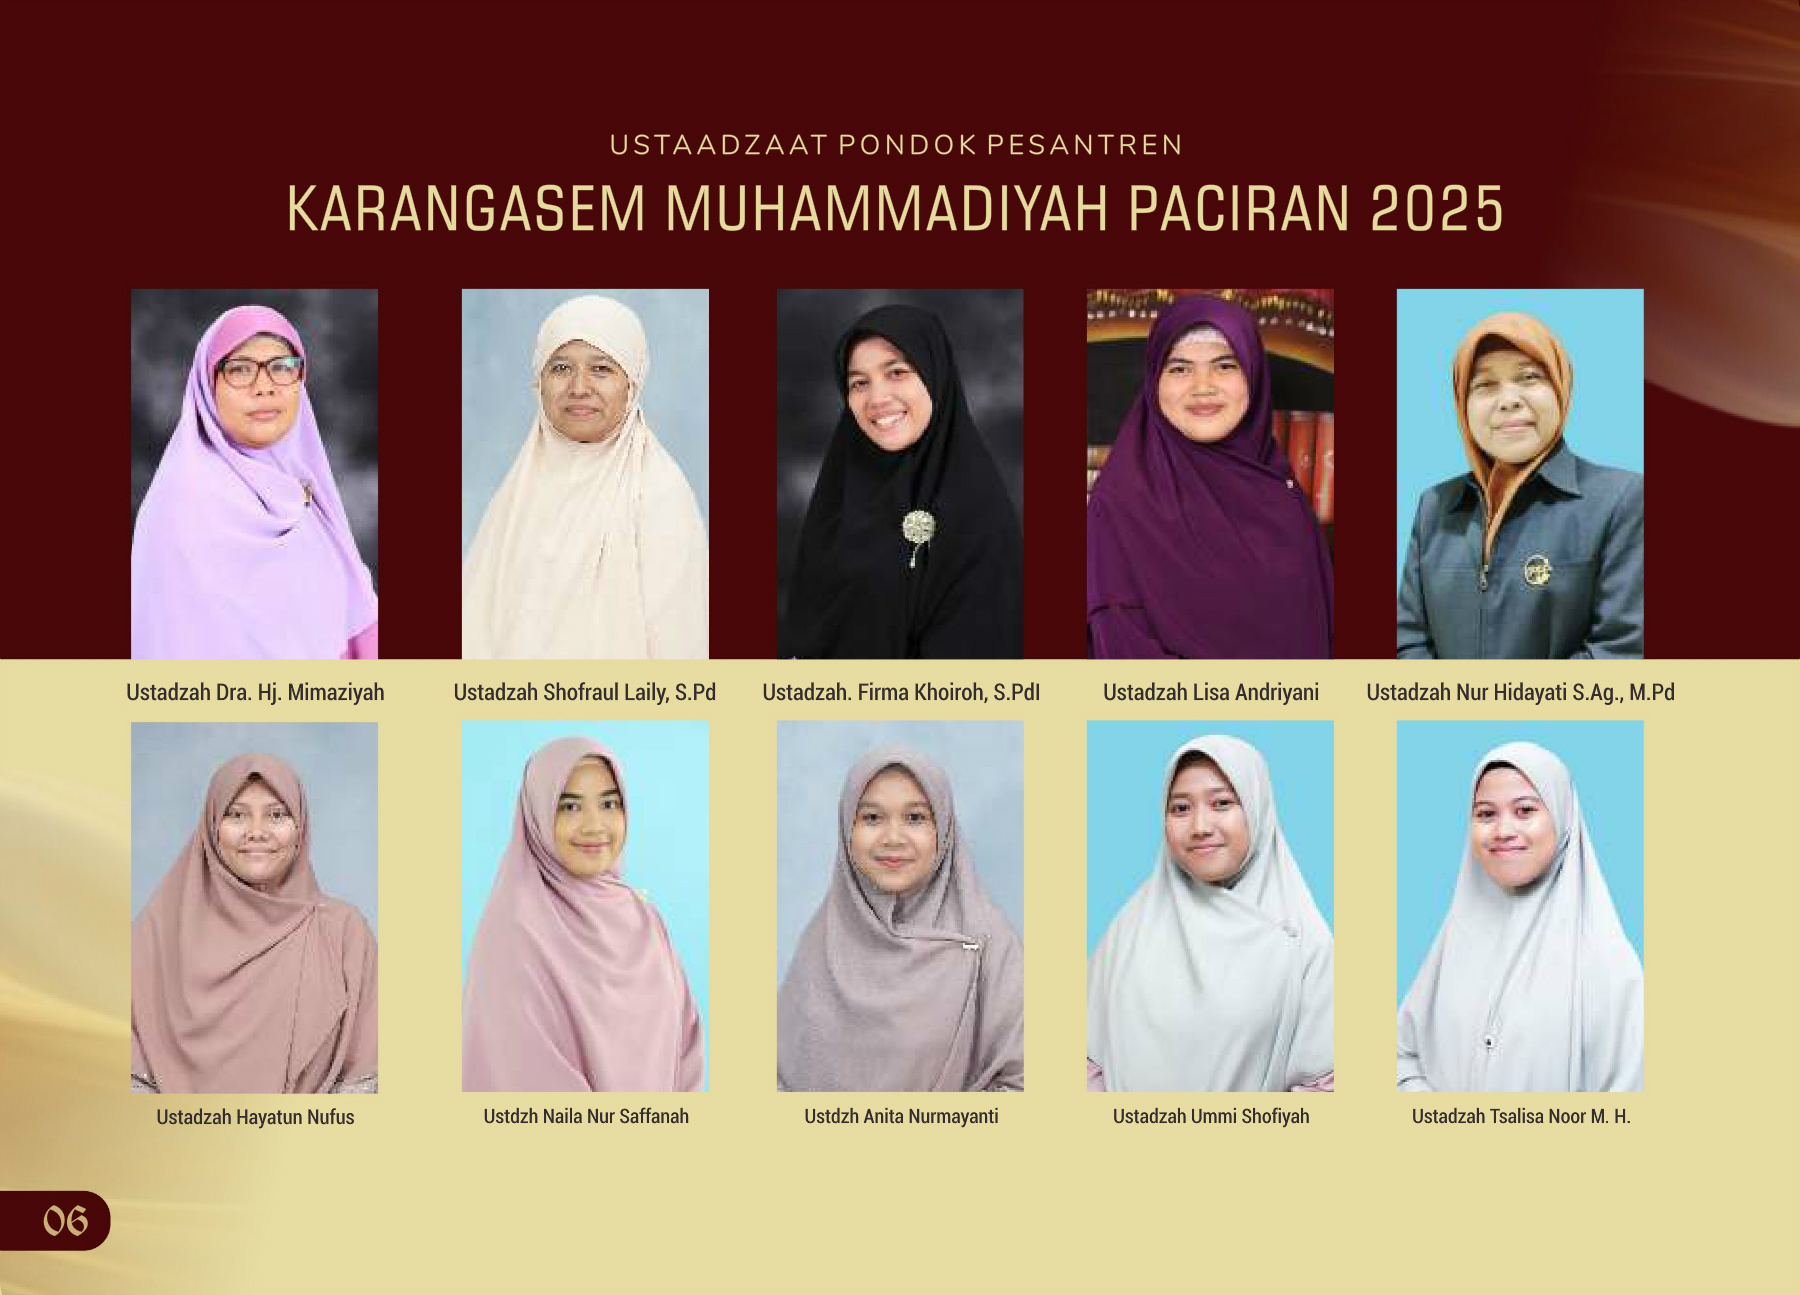 USTAADZAAT PONDOK PESANTREN
KARANGASEM MUHAMMADIYAH PACIRAN 2025
Ustadzah Dra. Hj. Mimaziyah
Ustadzah Shofraul Laily, S.Pd
Ustadzah. Firma Khoiroh, S.PdI
Ustadzah Lisa Andriyani
Ustadzah Nur Hidayati S.Ag., M.Pd
Ustadzah Hayatun Nufus
Ustdzh Naila Nur Saffanah
Ustdzh Anita Nurmayanti
Ustadzah Ummi Shofiyah
Ustadzah Tsalisa Noor M. H.
06